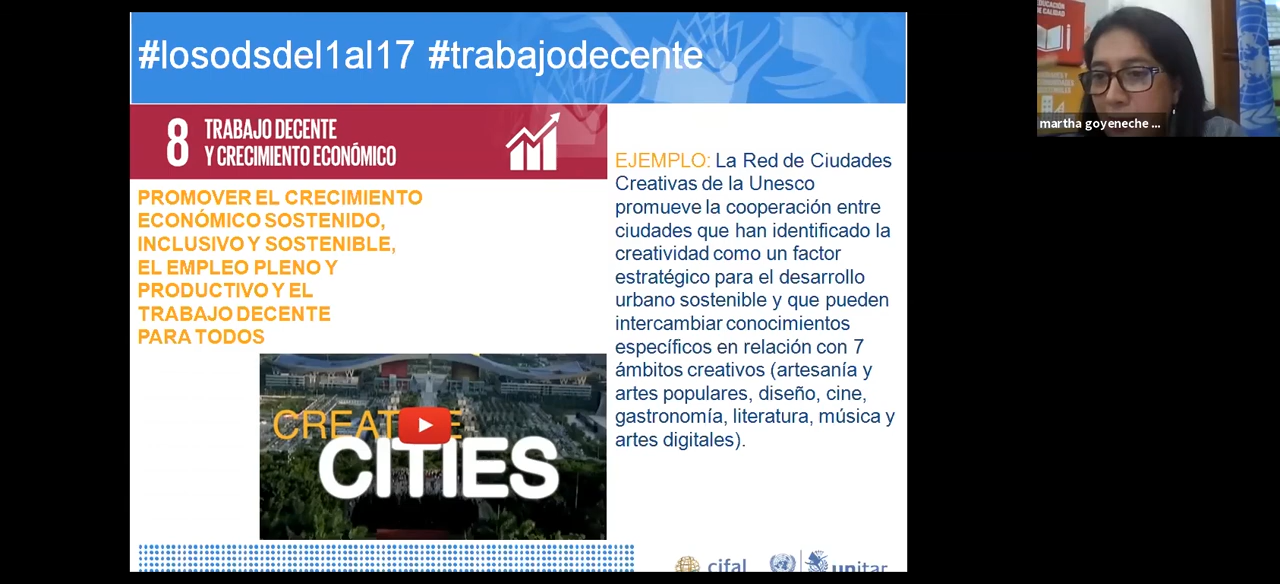 #losodsdel1al17 #trabajodecente
8 TRABAJO DECENTE
Y CRECIMIENTO ECONÓMICO
PROMOVER EL CRECIMIENTO
ECONÓMICO SOSTENIDO,
INCLUSIVO Y SOSTENIBLE,
EL EMPLEO PLENO Y
PRODUCTIVO Y EL
TRABAJO DECENTE
PARA TODOS
CREATIVE
CITIES
EJEMPLO: La Red de Ciudades
Creativas de la Unesco
promueve la cooperación entre
ciudades que han identificado la
creatividad como un factor
estratégico para el desarrollo
urbano sostenible y que pueden
intercambiar conocimientos
específicos en relación con 7
ámbitos creativos (artesanía y
artes populares, diseño, cine,
gastronomía, literatura, música y
artes digitales).
cifal
unitar
EDUCACIÓN
DE CALIDAD
martha goyeneche ...